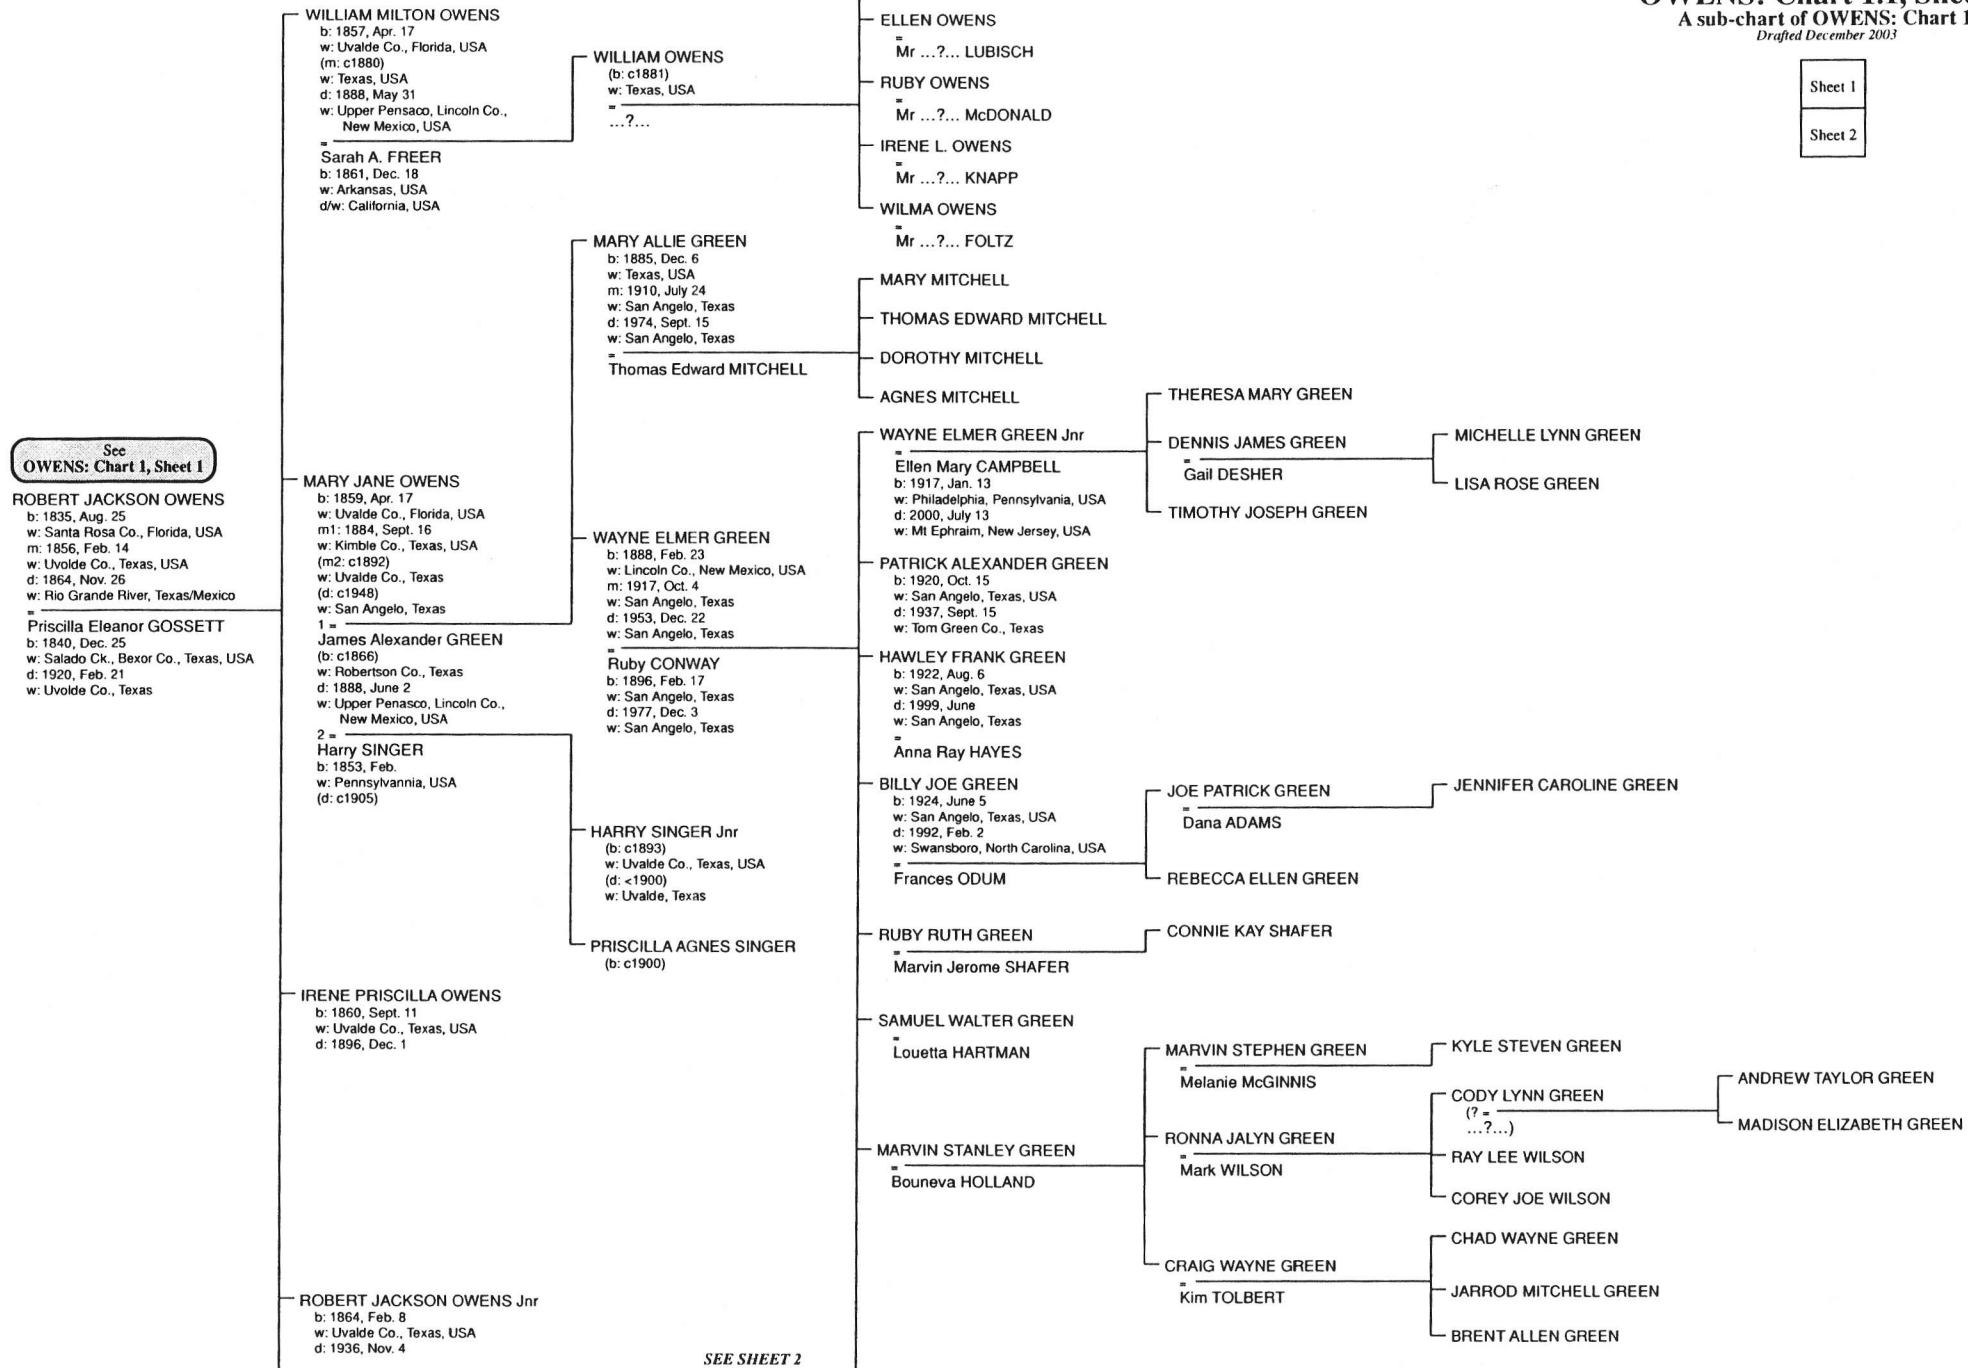 OWENS: Chart 1.1, Shee
A sub-chart of OWENS: Chart 1
Drafted December 2003
Sheet 1
Sheet 2
See
OWENS: Chart 1, Sheet 1
ROBERT JACKSON OWENS
b: 1835, Aug. 25
w: Santa Rosa Co., Florida, USA
m: 1856, Feb. 14
w: Uvolde Co., Texas, USA
d: 1864, Nov. 26
w: Rio Grande River, Texas/Mexico
=
Priscilla Eleanor GOSSETT
b: 1840, Dec. 25
w: Salado Ck., Bexor Co., Texas, USA
d: 1920, Feb. 21
w: Uvolde Co., Texas
WILLIAM MILTON OWENS
b: 1857, Apr. 17
w: Uvalde Co., Florida, USA
(m: c1880)
w: Texas, USA
d: 1888, May 31
w: Upper Pensaco, Lincoln Co.,
New Mexico, USA
=
Sarah A. FREER
b: 1861, Dec. 18
w: Arkansas, USA
d/w: California, USA
MARY JANE OWENS
b: 1859, Apr. 17
w: Uvalde Co., Florida, USA
m1: 1884, Sept. 16
w: Kimble Co., Texas, USA
(m2: c1892)
w: Uvalde Co., Texas
(d: c1948)
w: San Angelo, Texas
1 =
James Alexander GREEN
(b: c1866)
w: Robertson Co., Texas
d: 1888, June 2
w: Upper Penasco, Lincoln Co.,
New Mexico, USA
2 =
Harry SINGER
b: 1853, Feb.
w: Pennsylvannia, USA
(d: c1905)
IRENE PRISCILLA OWENS
b: 1860, Sept. 11
w: Uvalde Co., Texas, USA
d: 1896, Dec. 1
ROBERT JACKSON OWENS Jnr
b: 1864, Feb. 8
w: Uvalde Co., Texas, USA
d: 1936, Nov. 4
WILLIAM OWENS
(b: c1881)
w: Texas, USA
=
...?...
MARY ALLIE GREEN
b: 1885, Dec. 6
w: Texas, USA
m: 1910, July 24
w: San Angelo, Texas
d: 1974, Sept. 15
w: San Angelo, Texas
=
Thomas Edward MITCHELL
WAYNE ELMER GREEN
b: 1888, Feb. 23
w: Lincoln Co., New Mexico, USA
m: 1917, Oct. 4
w: San Angelo, Texas
d: 1953, Dec. 22
w: San Angelo, Texas
=
Ruby CONWAY
b: 1896, Feb. 17
w: San Angelo, Texas
d: 1977, Dec. 3
w: San Angelo, Texas
HARRY SINGER Jnr
(b: c1893)
w: Uvalde Co., Texas, USA
(d: <1900)
w: Uvalde, Texas
PRISCILLA AGNES SINGER
(b: c1900)
SEE SHEET 2
ELLEN OWENS
=
Mr ...?... LUBISCH
RUBY OWENS
=
Mr ...?... McDONALD
IRENE L. OWENS
=
Mr ...?... KNAPP
WILMA OWENS
=
Mr ...?... FOLTZ
MARY MITCHELL
THOMAS EDWARD MITCHELL
DOROTHY MITCHELL
AGNES MITCHELL
WAYNE ELMER GREEN Jnr
=
Ellen Mary CAMPBELL
b: 1917, Jan. 13
w: Philadelphia, Pennsylvania, USA
d: 2000, July 13
w: Mt Ephraim, New Jersey, USA
PATRICK ALEXANDER GREEN
b: 1920, Oct. 15
w: San Angelo, Texas, USA
d: 1937, Sept. 15
w: Tom Green Co., Texas
HAWLEY FRANK GREEN
b: 1922, Aug. 6
w: San Angelo, Texas, USA
d: 1999, June
w: San Angelo, Texas
=
Anna Ray HAYES
BILLY JOE GREEN
b: 1924, June 5
w: San Angelo, Texas, USA
d: 1992, Feb. 2
w: Swansboro, North Carolina, USA
=
Frances ODUM
RUBY RUTH GREEN
=
Marvin Jerome SHAFER
SAMUEL WALTER GREEN
=
Louetta HARTMAN
MARVIN STANLEY GREEN
=
Bouneva HOLLAND
THERESA MARY GREEN
DENNIS JAMES GREEN
=
Gail DESHER
TIMOTHY JOSEPH GREEN
JOE PATRICK GREEN
=
Dana ADAMS
REBECCA ELLEN GREEN
CONNIE KAY SHAFER
MARVIN STEPHEN GREEN
=
Melanie McGINNIS
RONNA JALYN GREEN
=
Mark WILSON
CRAIG WAYNE GREEN
=
Kim TOLBERT
MICHELLE LYNN GREEN
LISA ROSE GREEN
JENNIFER CAROLINE GREEN
KYLE STEVEN GREEN
CODY LYNN GREEN
(? =
...?...)
RAY LEE WILSON
COREY JOE WILSON
CHAD WAYNE GREEN
JARROD MITCHELL GREEN
BRENT ALLEN GREEN
ANDREW TAYLOR GREEN
MADISON ELIZABETH GREEN